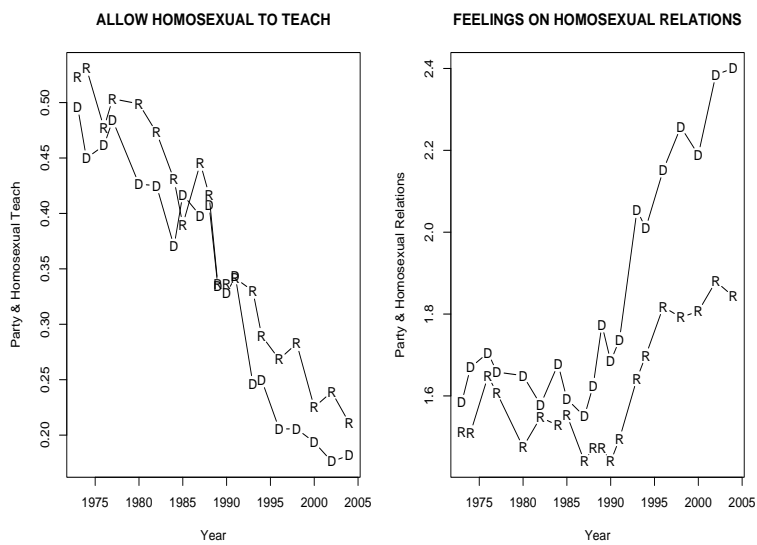 ALLOW HOMOSEXUAL TO TEACH
Party & Homosexual Teach
0.50
0.45
0.40
0.35
0.30
0.25
0.20
R R R R R R R R R R R R R R R R R R R R
D D D D D D D D D D D D D D D D D D D D
1975 1980 1985 1990 1995 2000 2005
Year
FEELINGS ON HOMOSEXUAL RELATIONS
Party & Homosexual Relations
2.4
2.2
2.0
1.8
1.6
D D D D D D D D D D D D D D D D D D D D
R R R R R R R R R R R R R R R R R R R R
1975 1980 1985 1990 1995 2000 2005
Year